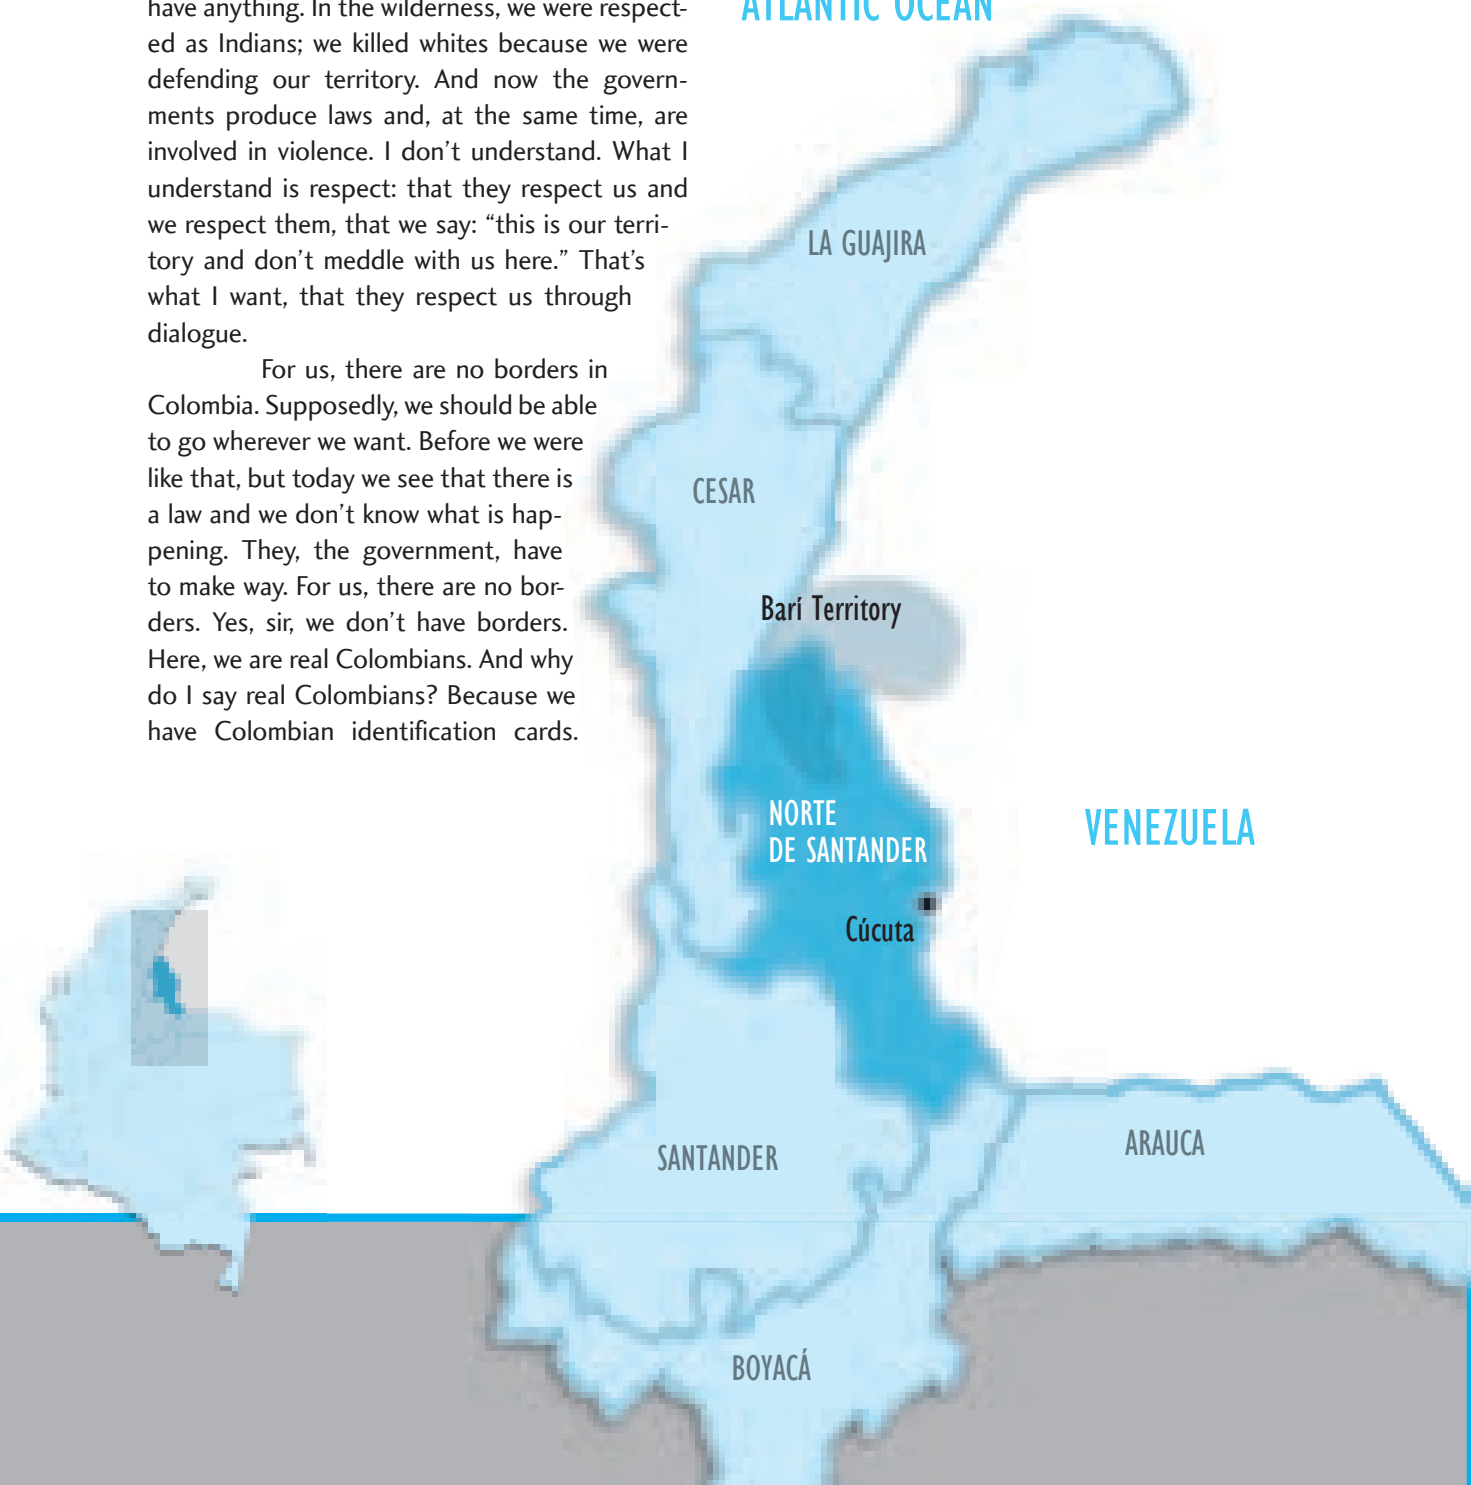 have anything. In the wilderness, we were respect-
ed as Indians; we killed whites because we were
defending our territory. And now the govern-
ments produce laws and, at the same time, are
involved in violence. I don’t understand. What I
understand is respect: that they respect us and
we respect them, that we say: “this is our terri-
tory and don’t meddle with us here.” That’s
what I want, that they respect us through
dialogue.
For us, there are no borders in
Colombia. Supposedly, we should be able
to go wherever we want. Before we were
like that, but today we see that there is
a law and we don’t know what is hap-
pening. They, the government, have
to make way. For us, there are no bor-
ders. Yes, sir, we don’t have borders.
Here, we are real Colombians. And why
do I say real Colombians? Because we
have Colombian identification cards.
ATLANTIC OCEAN
LA GUAJIRA
CESAR
Barí Territory
NORTE
DE SANTANDER
VENEZUELA
Cúcuta
SANTANDER
ARAUCA
BOYACÁ